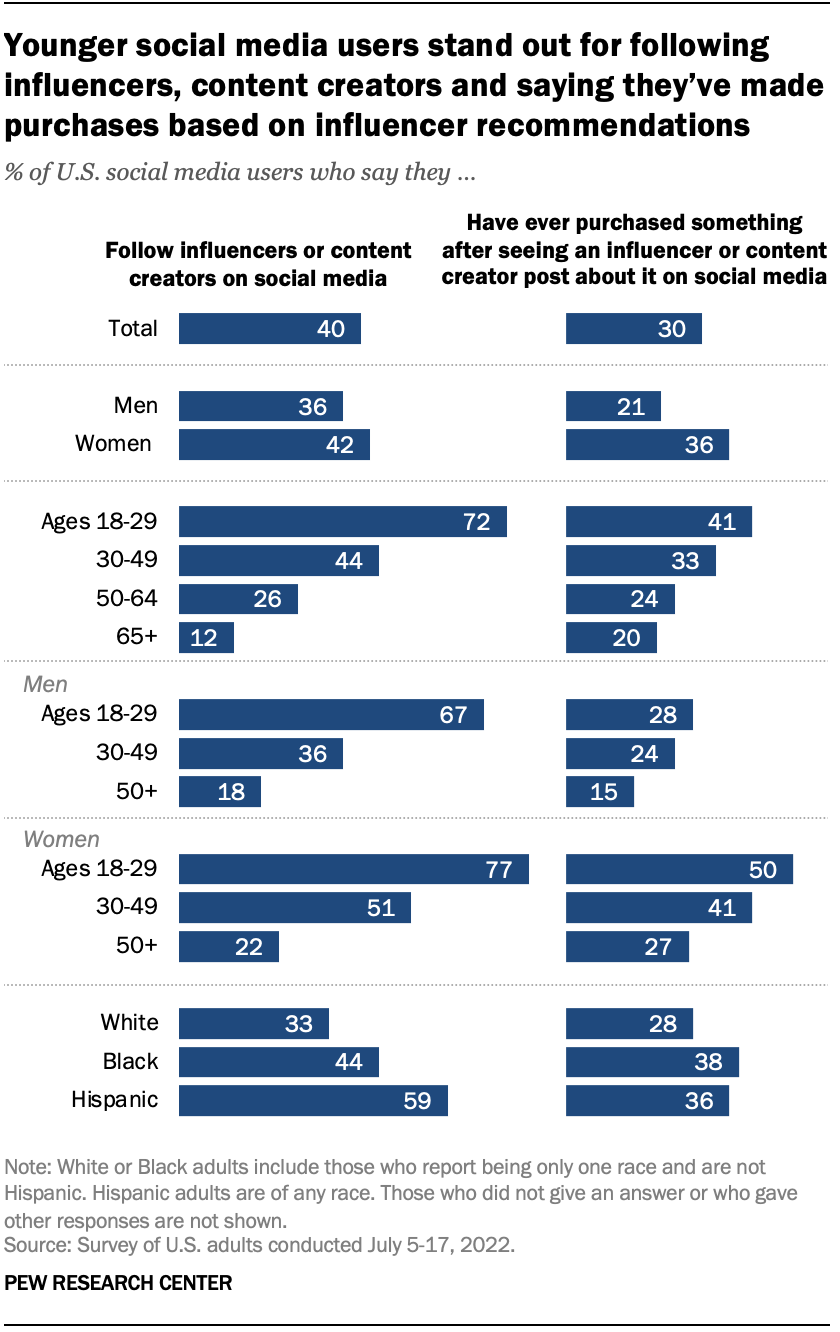 Younger social media users stand out for following
influencers, content creators and saying they’ve made
purchases based on influencer recommendations
% of U.S. social media users who say they ...
Follow influencers or content
creators on social media
Have ever purchased something
after seeing an influencer or content
creator post about it on social media
Total 40 30
Men 36 21
Women 42 36
Ages 18-29 72 41
30-49 44 33
50-64 26 24
65+ 12 20
Men
Ages 18-29 67 28
30-49 36 24
50+ 18 15
Women
Ages 18-29 77 50
30-49 51 41
50+ 22 27
White 33 28
Black 44 38
Hispanic 59 36
Note: White or Black adults include those who report being only one race and are not
Hispanic. Hispanic adults are of any race. Those who did not give an answer or who gave
other responses are not shown.
Source: Survey of U.S. adults conducted July 5-17, 2022.
PEW RESEARCH CENTER